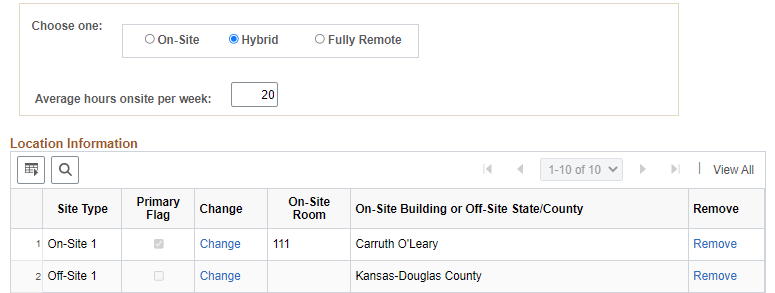 Choose one:
On-Site Hybrid Fully Remote
Average hours onsite per week: 20
Location Information
1-10 of 10 View All
Site Type Primary Flag Change On-Site Room On-Site Building or Off-Site State/County Remove
1 On-Site 1 Change 111 Carruth O'Leary Remove
2 Off-Site 1 Change Kansas-Douglas County Remove